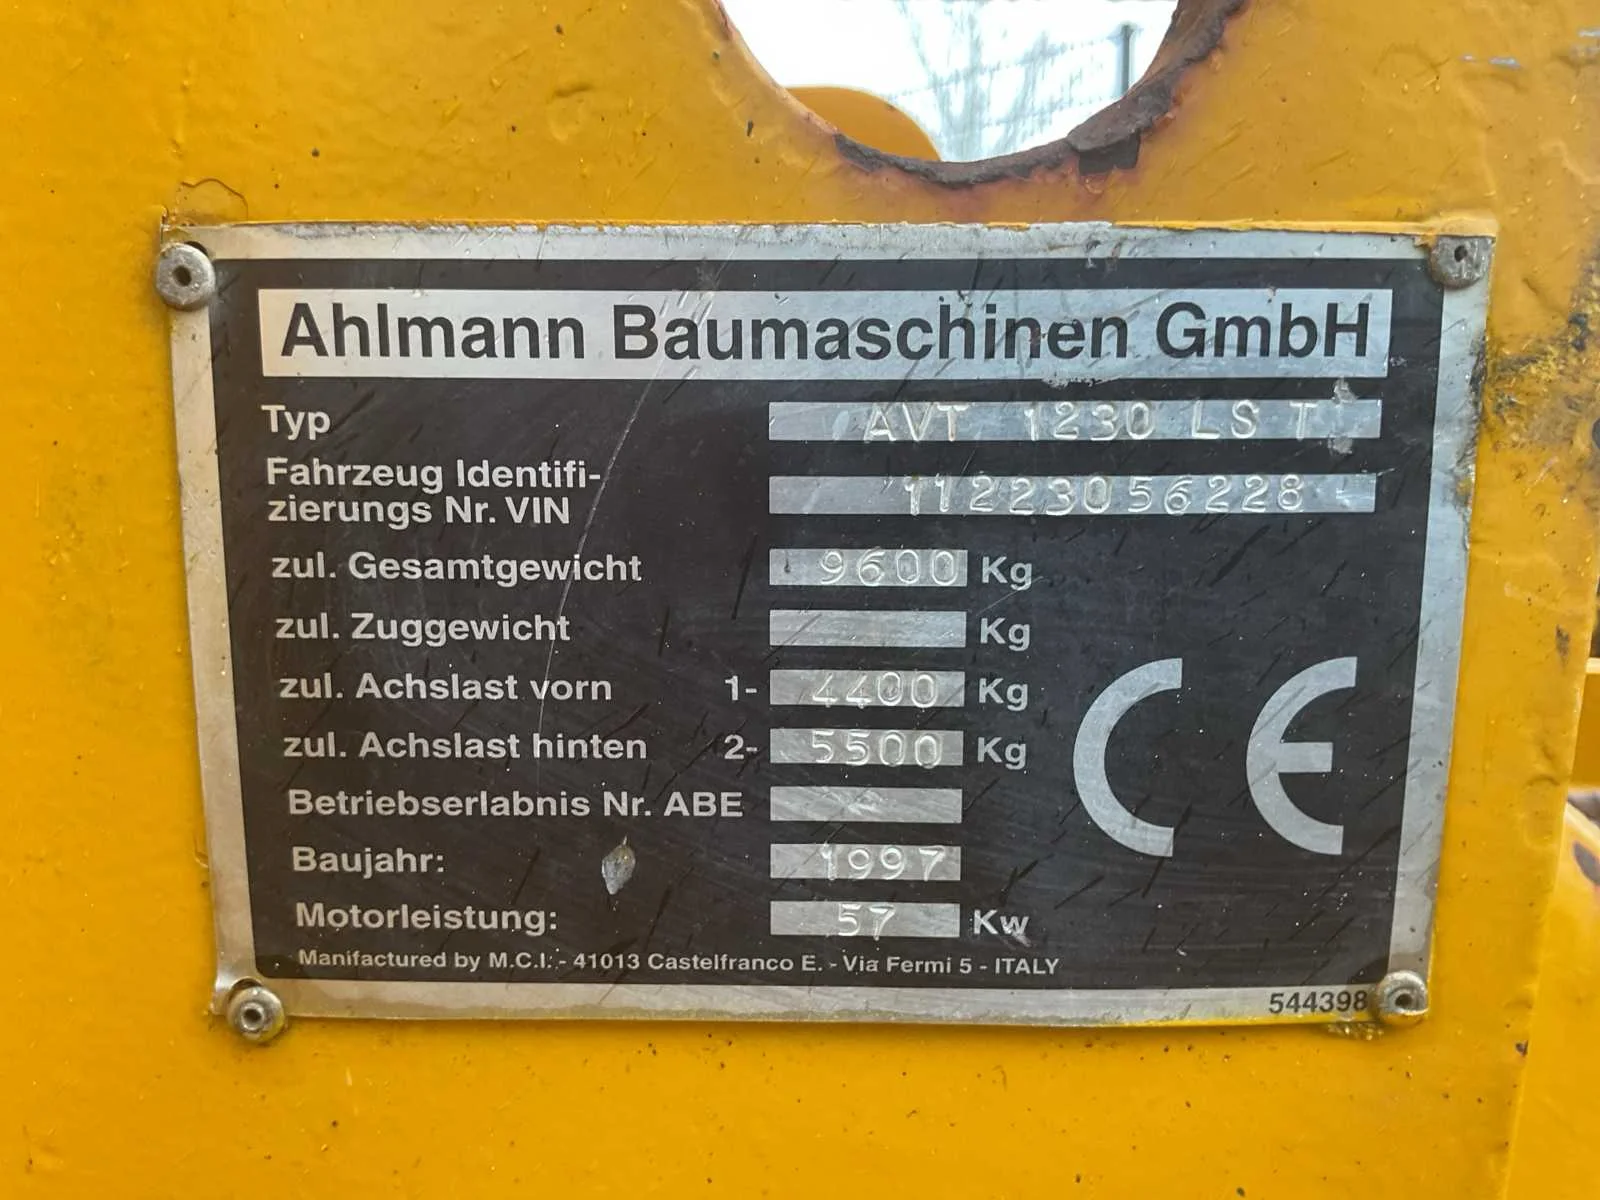 Ahlmann Baumaschinen GmbH
Typ AVT 1230 LS T
Fahrzeug Identifi-
zierungs Nr. VIN 11223056228
zul. Gesamtgewicht 9600 Kg
zul. Zuggewicht Kg
zul. Achslast vorn 1- 4400 Kg
zul. Achslast hinten 2- 5500 Kg
Betriebserlabnis Nr. ABE
Baujahr: 1997
Motorleistung: 57 Kw
Manifactured by M.C.I. - 41013 Castelfranco E. - Via Fermi 5 - ITALY
CE
544398